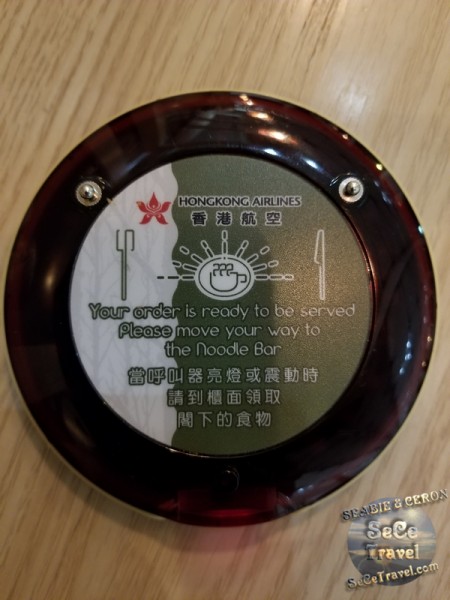 HONGKONG AIRLINES
香港航空
Your order is ready to be served
Please move your way to
the Noodle Bar
當呼叫器亮燈或震動時
請到櫃面領取
閣下的食物
SEABIE & CERON
SeCe
Travel
SeCeTravel.com